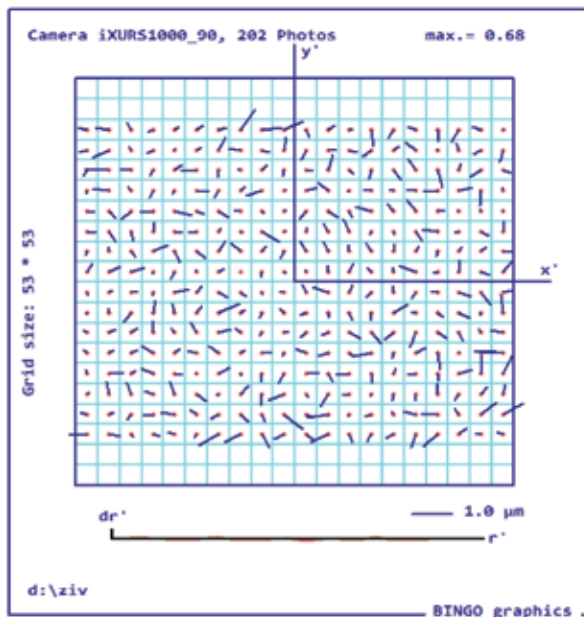 Camera iXURS1000_90, 202 Photos max.= 0.68
y'
Grid size: 53 * 53
x'
1.0 µm
dr'
r'
d:\ziv
BINGO graphics